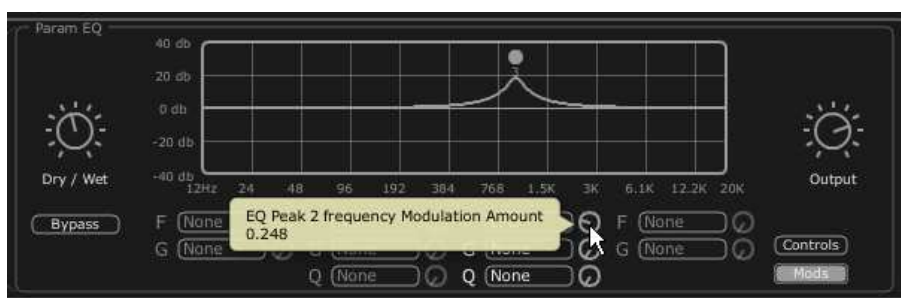 Param EQ
40 db
20 db
0 db
-20 db
-40 db
12Hz 24 48 96 192 384 768 1.5K 3K 6.1K 12.2K 20K
Dry / Wet
Output
Bypass
F None
EQ Peak 2 frequency Modulation Amount
0.248
F None
G None
G None
G None
Controls
Q None
Q None
Mods